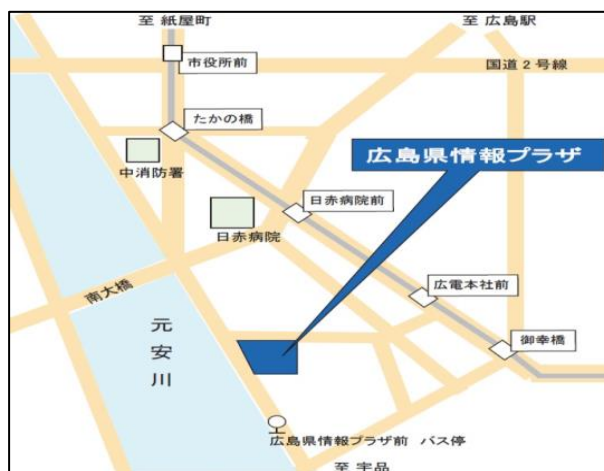 至 紙屋町
至 広島駅
市役所前
国道２号線
たかの橋
広島県情報プラザ
中消防署
日赤病院前
日赤病院
南大橋
広電本社前
元安川
御幸橋
広島県情報プラザ前 バス停
至 宇品